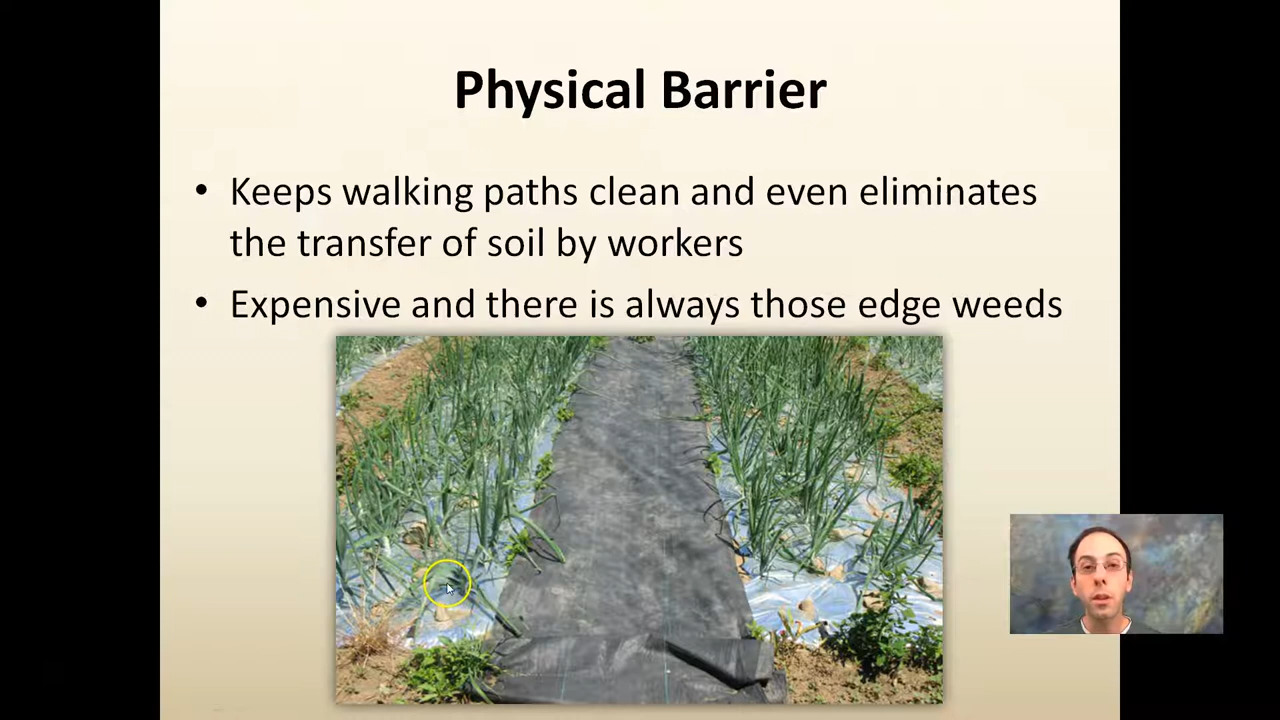 Physical Barrier
• Keeps walking paths clean and even eliminates
the transfer of soil by workers
• Expensive and there is always those edge weeds